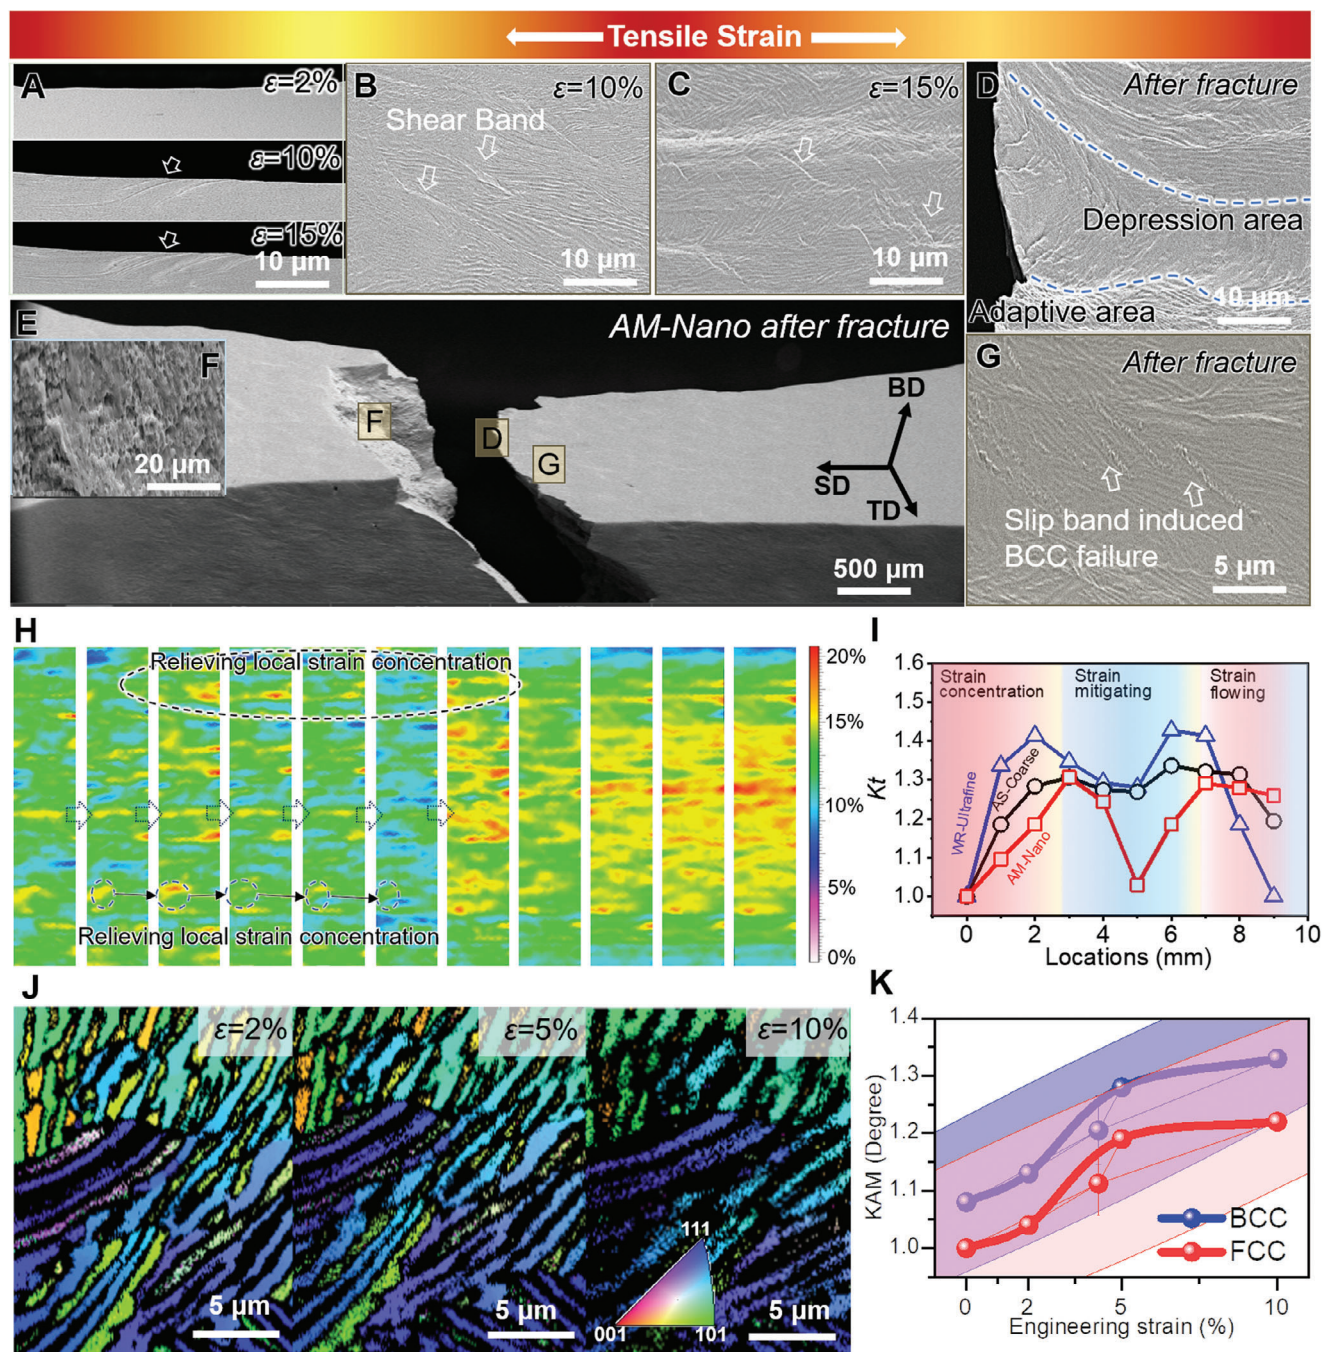 Tensile Strain
A
ε=2%
ε=10%
ε=15%
10 μm
B
ε=10%
Shear Band
10 μm
C
ε=15%
10 μm
D
After fracture
Depression area
Adaptive area
10 μm
E
AM-Nano after fracture
F
20 μm
F
D
G
BD
SD
TD
500 μm
G
After fracture
Slip band induced
BCC failure
5 μm
H
Relieving local strain concentration
Relieving local strain concentration
20%
15%
10%
5%
0%
I
Strain
concentration
Strain
mitigating
Strain
flowing
WR-Ultrafine
AS-Coarse
AM-Nano
Kt
1.6
1.5
1.4
1.3
1.2
1.1
1.0
0
2
4
6
8
10
Locations (mm)
J
ε=2%
ε=5%
ε=10%
5 μm
5 μm
111
001
101
5 μm
K
KAM (Degree)
1.4
1.3
1.2
1.1
1.0
BCC
FCC
0
2
5
10
Engineering strain (%)